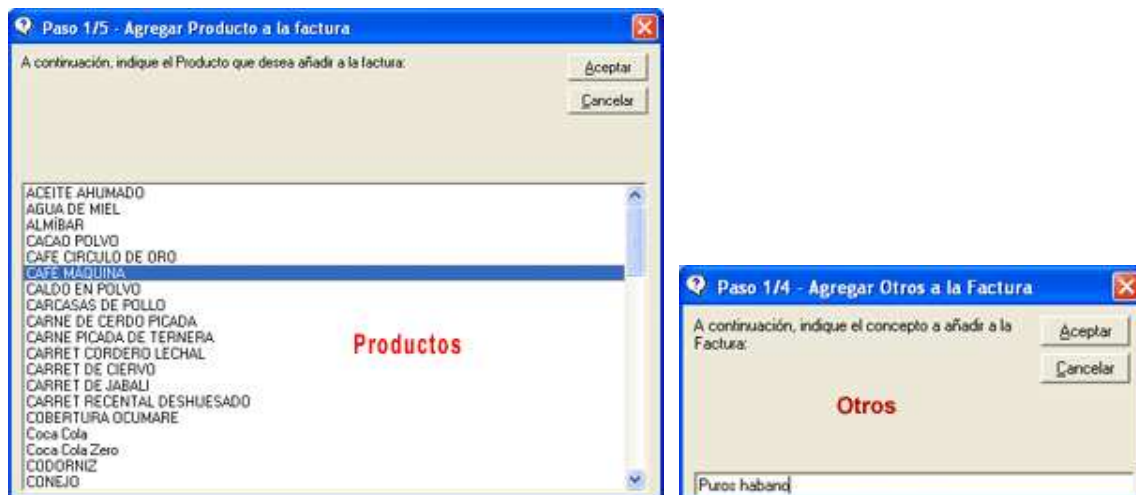 Paso 1/5 - Agregar Producto a la factura
A continuación, indique el Producto que desea añadir a la factura:
Aceptar
Cancelar
ACEITE AHUMADO
AGUA DE MIEL
ALMÍBAR
CACAO POLVO
CAFE CIRCULO DE ORO
CAFE MÁQUINA
CALDO EN POLVO
CARCASAS DE POLLO
CARNE DE CERDO PICADA
CARNE PICADA DE TERNERA
CARRET CORDERO LECHAL
CARRET DE CIERVO
CARRET DE JABALI
CARRET RECENTAL DESHUESADO
COBERTURA OCUMARE
Coca Cola
Coca Cola Zero
CODORNIZ
CONEJO
Productos
Paso 1/4 - Agregar Otros a la Factura
A continuación, indique el concepto a añadir a la
Factura:
Aceptar
Cancelar
Otros
Puros habano